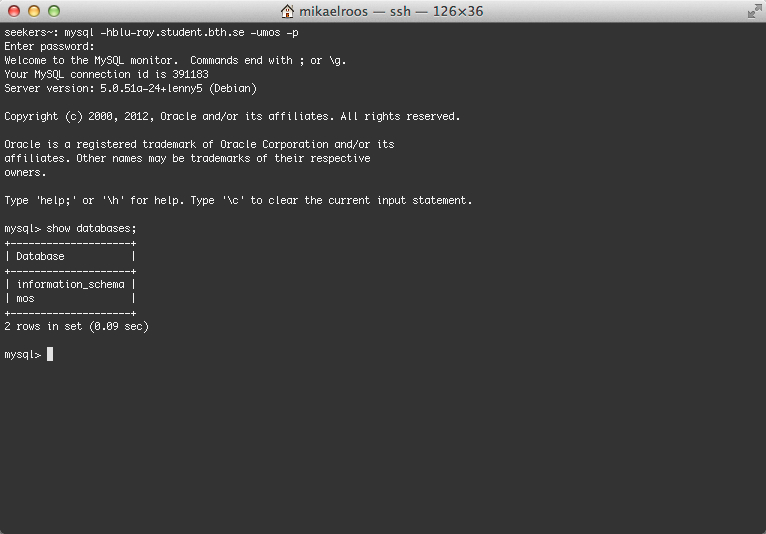 mikaelroos — ssh — 126×36
seekers~: mysql -hblu-ray.student.bth.se -umos -p
Enter password:
Welcome to the MySQL monitor.  Commands end with ; or \g.
Your MySQL connection id is 391183
Server version: 5.0.51a-24+lenny5 (Debian)

Copyright (c) 2000, 2012, Oracle and/or its affiliates. All rights reserved.

Oracle is a registered trademark of Oracle Corporation and/or its
affiliates. Other names may be trademarks of their respective
owners.

Type 'help;' or '\h' for help. Type '\c' to clear the current input statement.

mysql> show databases;
+--------------------+
| Database           |
+--------------------+
| information_schema |
| mos                |
+--------------------+
2 rows in set (0.09 sec)

mysql>